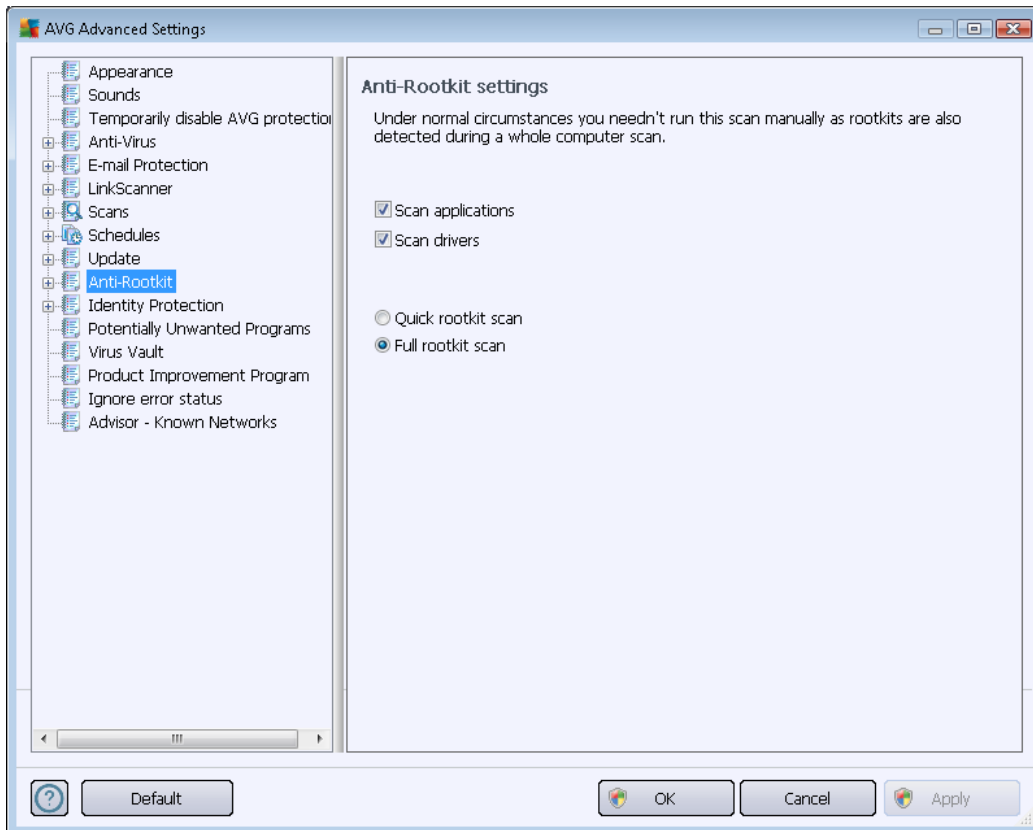 AVG Advanced Settings
Appearance
Sounds
Temporarily disable AVG protection
Anti-Virus
E-mail Protection
LinkScanner
Scans
Schedules
Update
Anti-Rootkit
Identity Protection
Potentially Unwanted Programs
Virus Vault
Product Improvement Program
Ignore error status
Advisor - Known Networks
Anti-Rootkit settings
Under normal circumstances you needn't run this scan manually as rootkits are also
detected during a whole computer scan.
Scan applications
Scan drivers
Quick rootkit scan
Full rootkit scan
Default
OK
Cancel
Apply